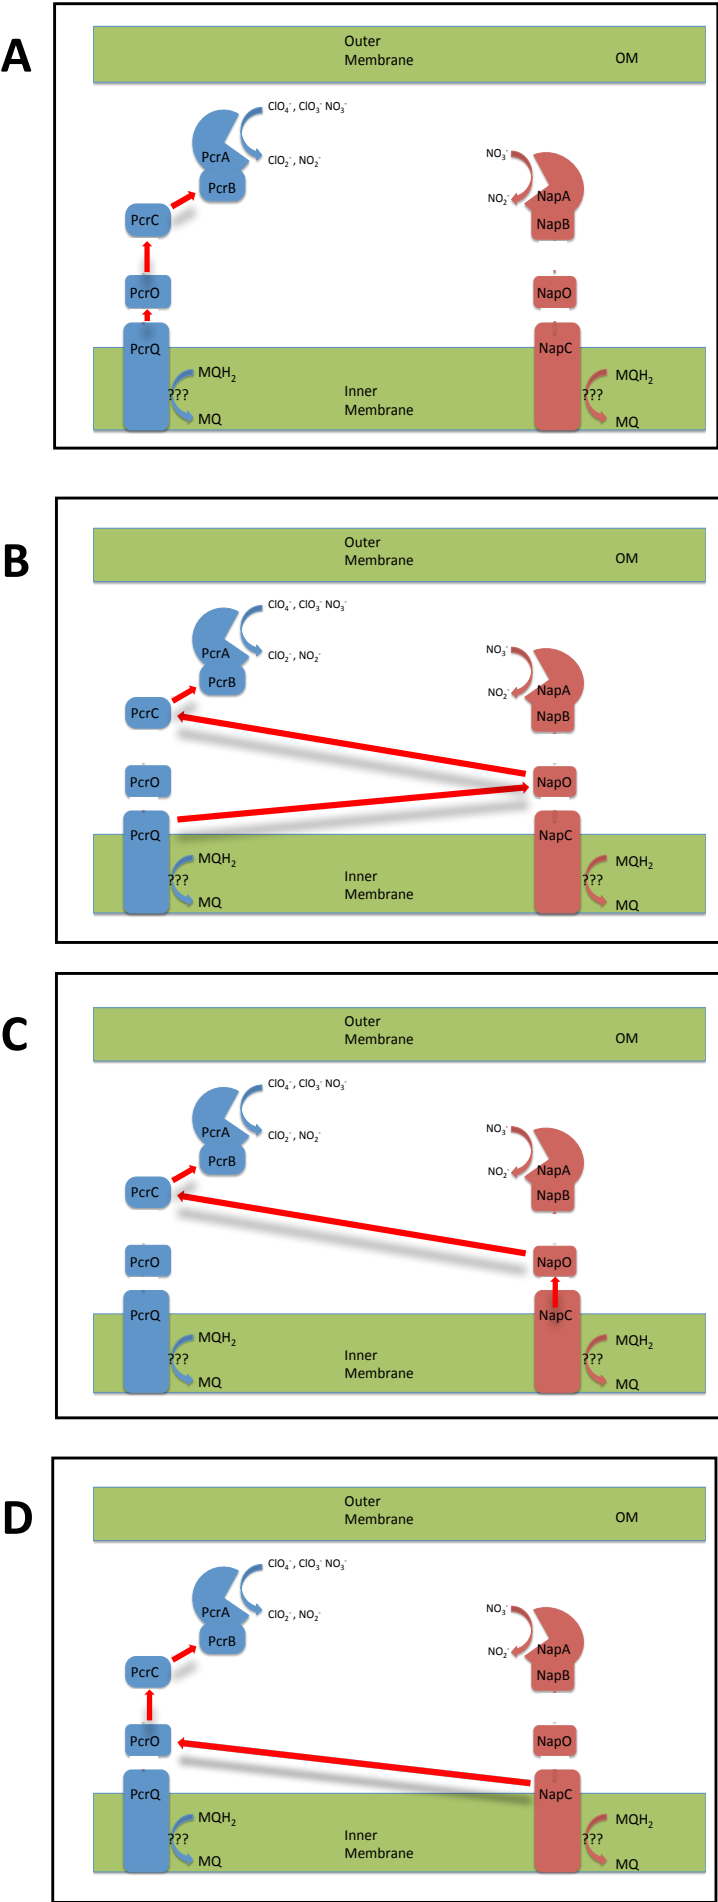 A
Outer
Membrane
OM
ClO₄⁻, ClO₃⁻ NO₃⁻
PcrA
ClO₂⁻, NO₂⁻
PcrB
NO₃⁻
NO₂⁻
NapA
NapB
PcrC
PcrO
NapO
PcrQ
NapC
MQH₂
???
MQ
Inner
Membrane
MQH₂
???
MQ
B
Outer
Membrane
OM
ClO₄⁻, ClO₃⁻ NO₃⁻
PcrA
ClO₂⁻, NO₂⁻
PcrB
NO₃⁻
NO₂⁻
NapA
NapB
PcrC
PcrO
NapO
PcrQ
NapC
MQH₂
???
MQ
Inner
Membrane
MQH₂
???
MQ
C
Outer
Membrane
OM
ClO₄⁻, ClO₃⁻ NO₃⁻
PcrA
ClO₂⁻, NO₂⁻
PcrB
NO₃⁻
NO₂⁻
NapA
NapB
PcrC
PcrO
NapO
PcrQ
NapC
MQH₂
???
MQ
Inner
Membrane
MQH₂
???
MQ
D
Outer
Membrane
OM
ClO₄⁻, ClO₃⁻ NO₃⁻
PcrA
ClO₂⁻, NO₂⁻
PcrB
NO₃⁻
NO₂⁻
NapA
NapB
PcrC
PcrO
NapO
PcrQ
NapC
MQH₂
???
MQ
Inner
Membrane
MQH₂
???
MQ